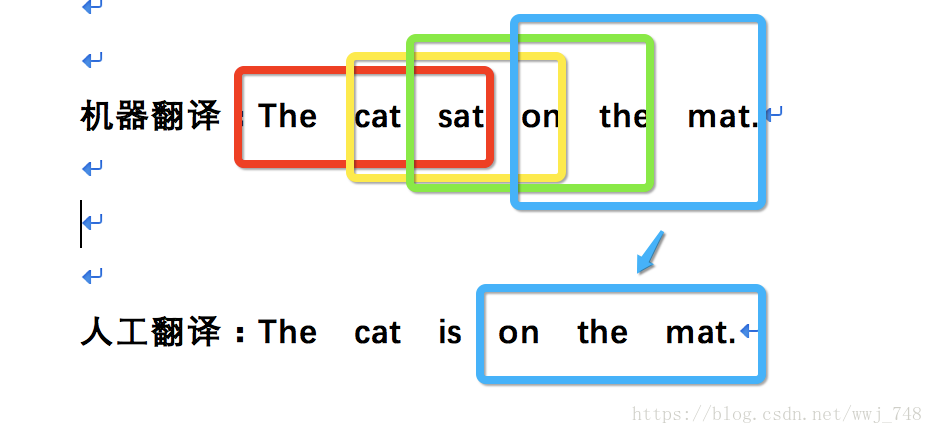 机器翻译：The cat sat on the mat.
人工翻译：The cat is on the mat.
https://blog.csdn.net/wwj_748